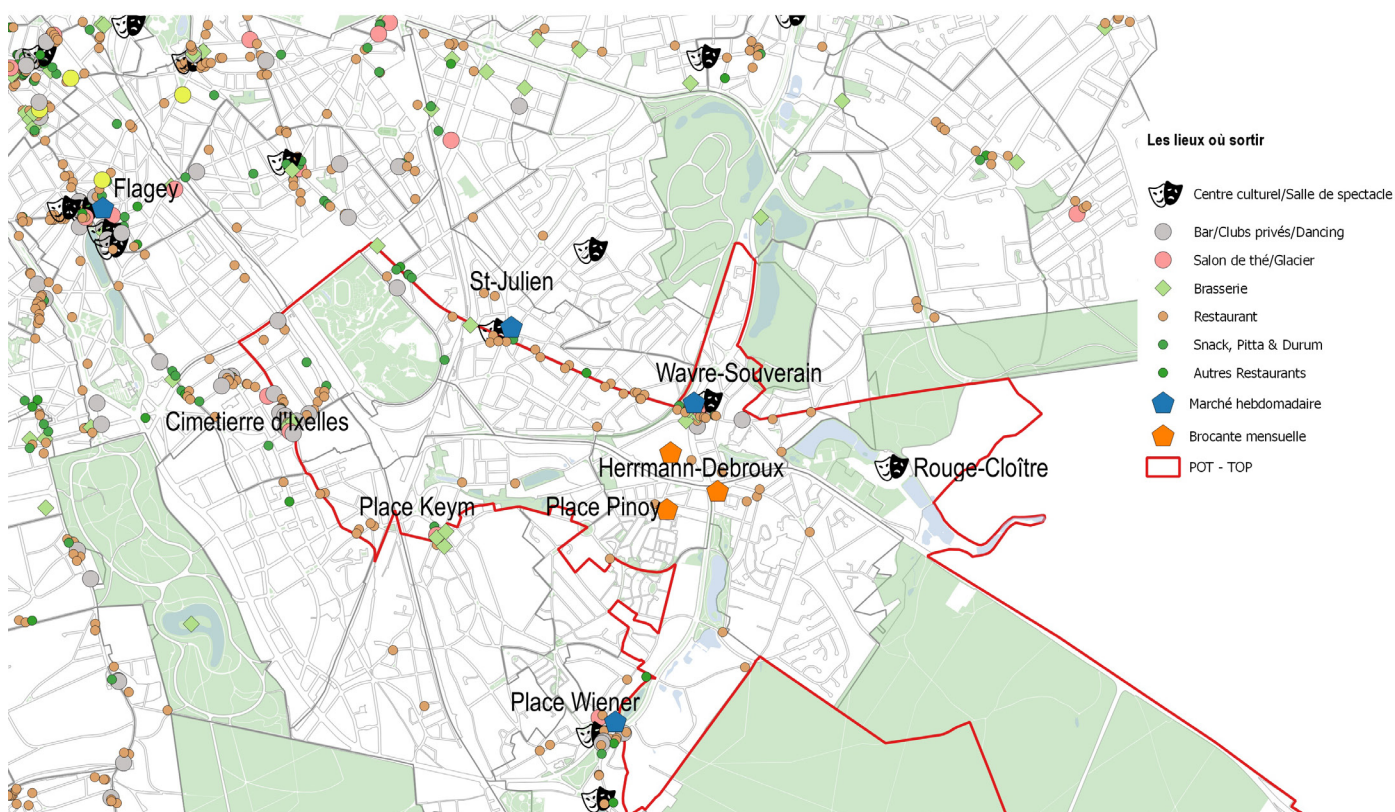 Les lieux où sortir
Centre culturel/Salle de spectacle
Bar/Clubs privés/Dancing
Salon de thé/Glacier
Brasserie
Restaurant
Snack, Pitta & Durum
Autres Restaurants
Marché hebdomadaire
Brocante mensuelle
POT - TOP
Flagey
St-Julien
Wavre-Souverain
Cimetierre d'Ixelles
Herrmann-Debroux
Rouge-Cloître
Place Keym
Place Pinoy
Place Wiener